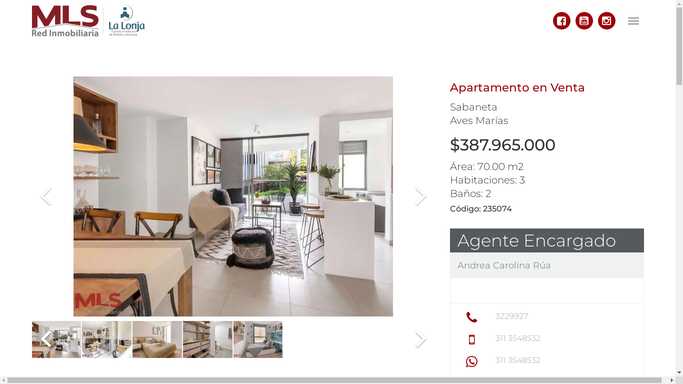 MLS
Red Inmobiliaria
La Lonja
Apartamento en Venta
Sabaneta
Aves Marías
$387.965.000
Área: 70.00 m2
Habitaciones: 3
Baños: 2
Código: 235074
Agente Encargado
Andrea Carolina Rúa
3229927
311 3548532
311 3548532
MLS